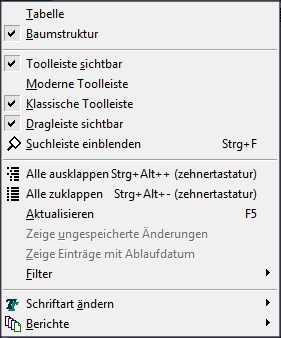 Tabelle
Baumstruktur
Toolleiste sichtbar
Moderne Toolleiste
Klassische Toolleiste
Dragleiste sichtbar
Suchleiste einblenden Strg+F
Alle ausklappen Strg+Alt++ (zehnertastatur)
Alle zuklappen Strg+Alt+- (zehnertastatur)
Aktualisieren F5
Zeige ungespeicherte Änderungen
Zeige Einträge mit Ablaufdatum
Filter
Schriftart ändern
Berichte